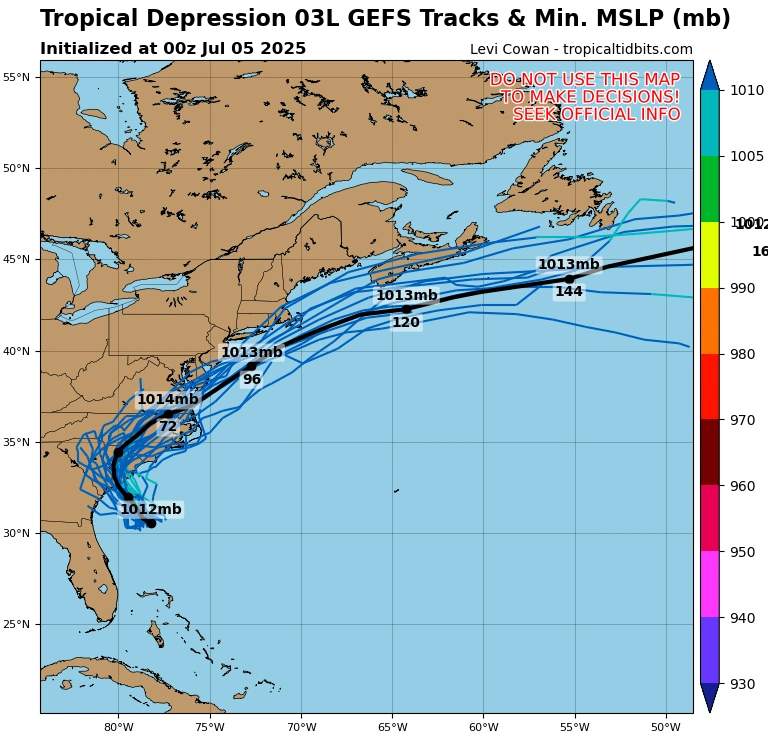 Tropical Depression 03L GEFS Tracks & Min. MSLP (mb)
Initialized at 00z Jul 05 2025
Levi Cowan - tropicaltidbits.com
DO NOT USE THIS MAP
TO MAKE DECISIONS!
SEEK OFFICIAL INFO
55°N
50°N
45°N
40°N
35°N
30°N
25°N
80°W
75°W
70°W
65°W
60°W
55°W
50°W
1013mb
144
1013mb
120
1013mb
96
1014mb
72
1012mb
1010
1005
1000
990
980
970
960
950
940
930